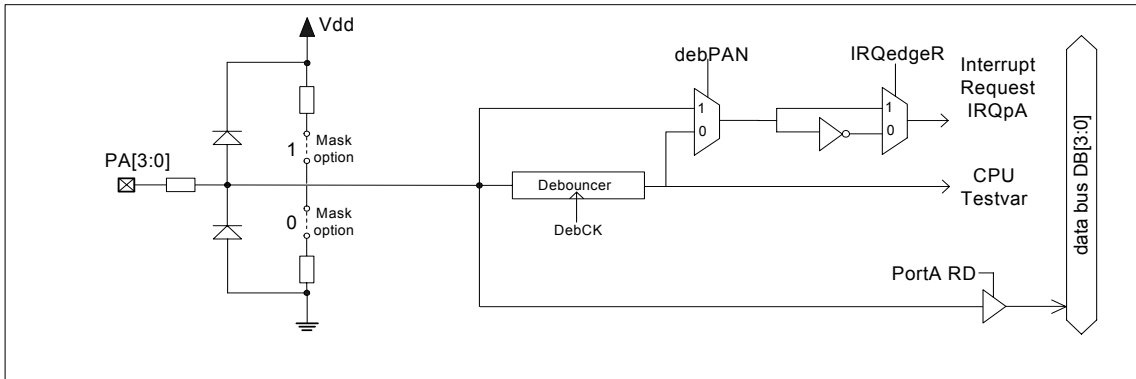 Vdd
debPAN
IRQedgeR
Interrupt
Request
IRQpA
1
0
1
0
1
Mask
option
PA[3:0]
Debouncer
DebCK
CPU
Testvar
0
Mask
option
PortA RD
data bus DB[3:0]